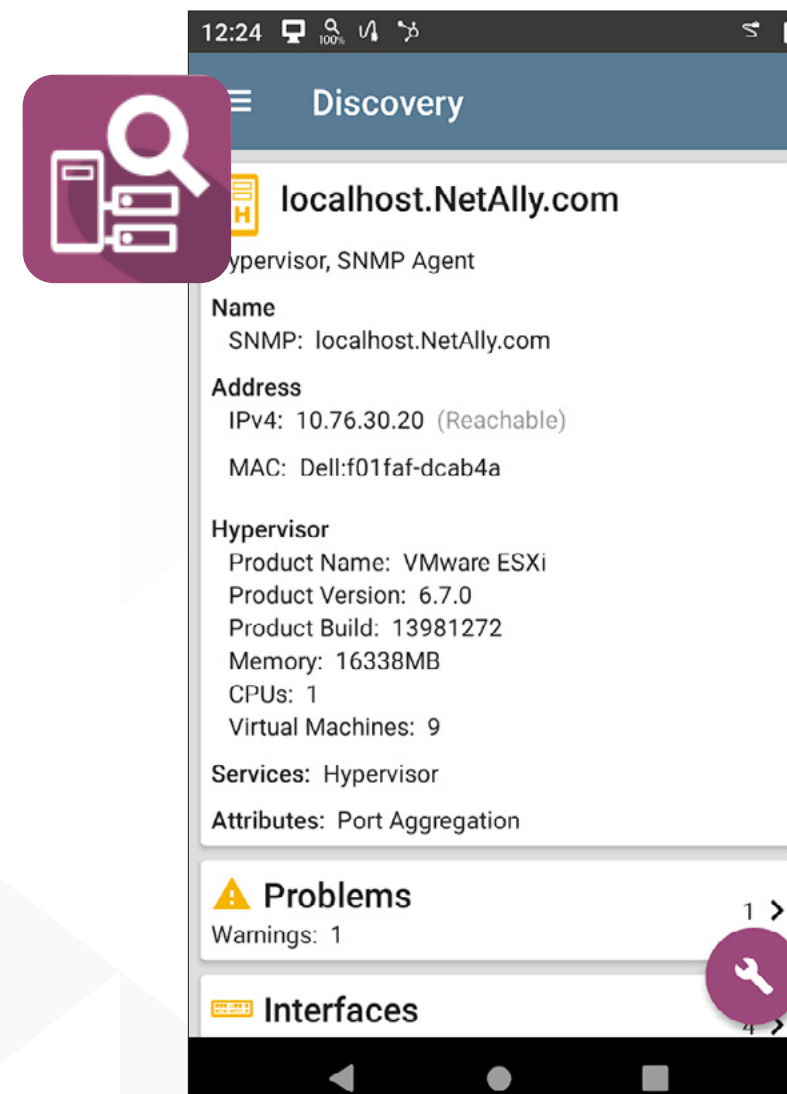 12:24 100%
Discovery
H localhost.NetAlly.com
ypervisor, SNMP Agent
Name
SNMP: localhost.NetAlly.com
Address
IPv4: 10.76.30.20 (Reachable)
MAC: Dell:f01faf-dcab4a
Hypervisor
Product Name: VMware ESXi
Product Version: 6.7.0
Product Build: 13981272
Memory: 16338MB
CPUs: 1
Virtual Machines: 9
Services: Hypervisor
Attributes: Port Aggregation
Problems
1
Warnings: 1
Interfaces
4